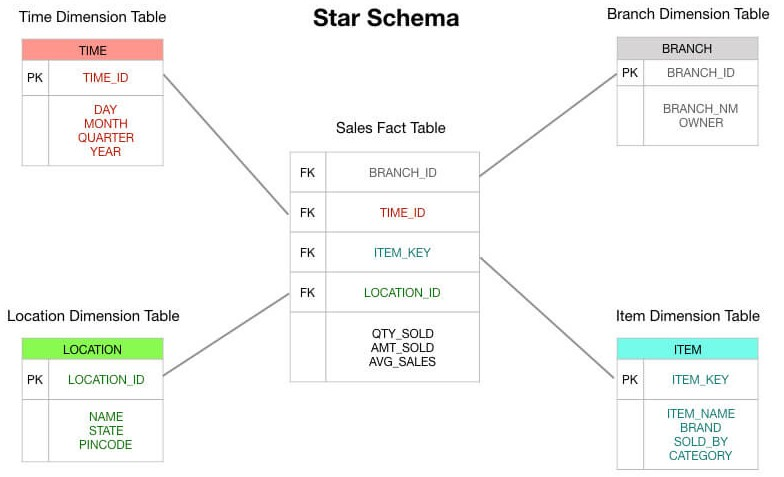 Star Schema
Time Dimension Table
TIME
PK TIME_ID
DAY
MONTH
QUARTER
YEAR
Branch Dimension Table
BRANCH
PK BRANCH_ID
BRANCH_NM
OWNER
Sales Fact Table
FK BRANCH_ID
FK TIME_ID
FK ITEM_KEY
FK LOCATION_ID
QTY_SOLD
AMT_SOLD
AVG_SALES
Location Dimension Table
LOCATION
PK LOCATION_ID
NAME
STATE
PINCODE
Item Dimension Table
ITEM
PK ITEM_KEY
ITEM_NAME
BRAND
SOLD_BY
CATEGORY